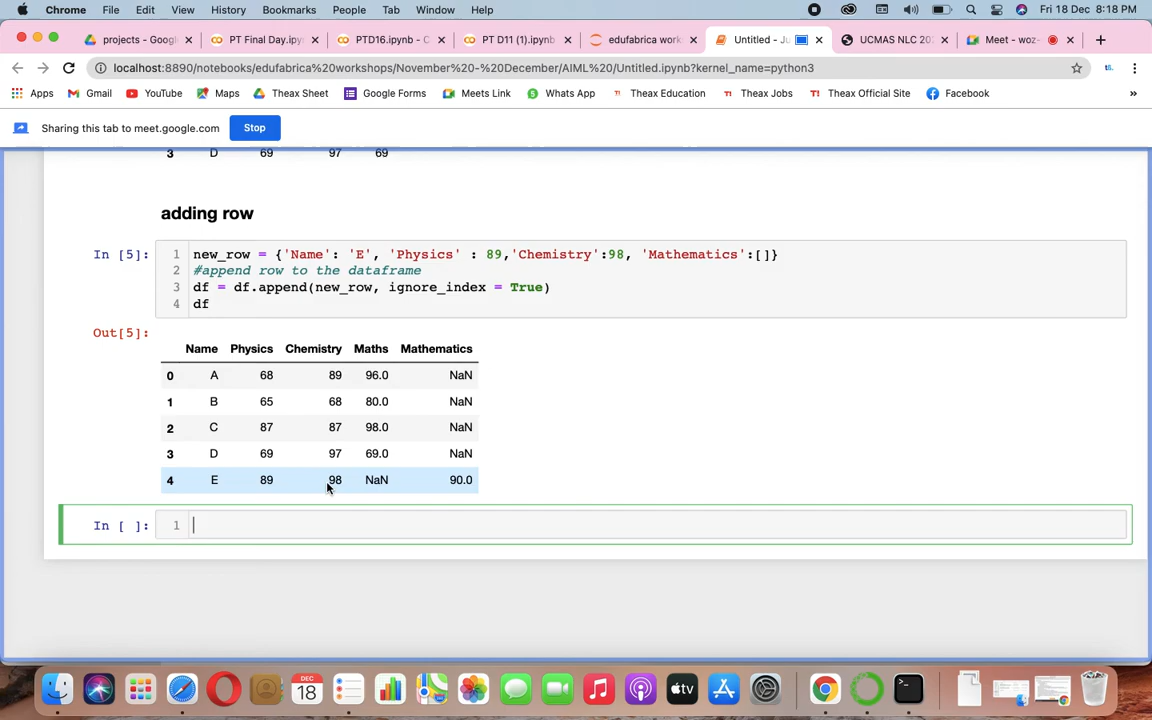 Chrome File Edit View History Bookmarks People Tab Window Help Fri 18 Dec 8:18 PM
projects - Googl PT Final Day.ipy PTD16.ipynb - C PT D11 (1).ipynb edufabrica work Untitled - Ju UCMAS NLC 20 Meet - woz-
localhost:8890/notebooks/edufabrica%20workshops/November%20-%20December/AIML%20/Untitled.ipynb?kernel_name=python3
Apps Gmail YouTube Maps Theax Sheet Google Forms Meets Link Whats App Theax Education Theax Jobs Theax Official Site Facebook »
Sharing this tab to meet.google.com Stop
3 D 69 97 69
adding row
In [5]: 1 new_row = {'Name': 'E', 'Physics' : 89,'Chemistry':98, 'Mathematics':[]}
2 #append row to the dataframe
3 df = df.append(new_row, ignore_index = True)
4 df
Out[5]:
Name Physics Chemistry Maths Mathematics
0 A 68 89 96.0 NaN
1 B 65 68 80.0 NaN
2 C 87 87 98.0 NaN
3 D 69 97 69.0 NaN
4 E 89 98 NaN 90.0
In [ ]: 1
DEC
18
tv